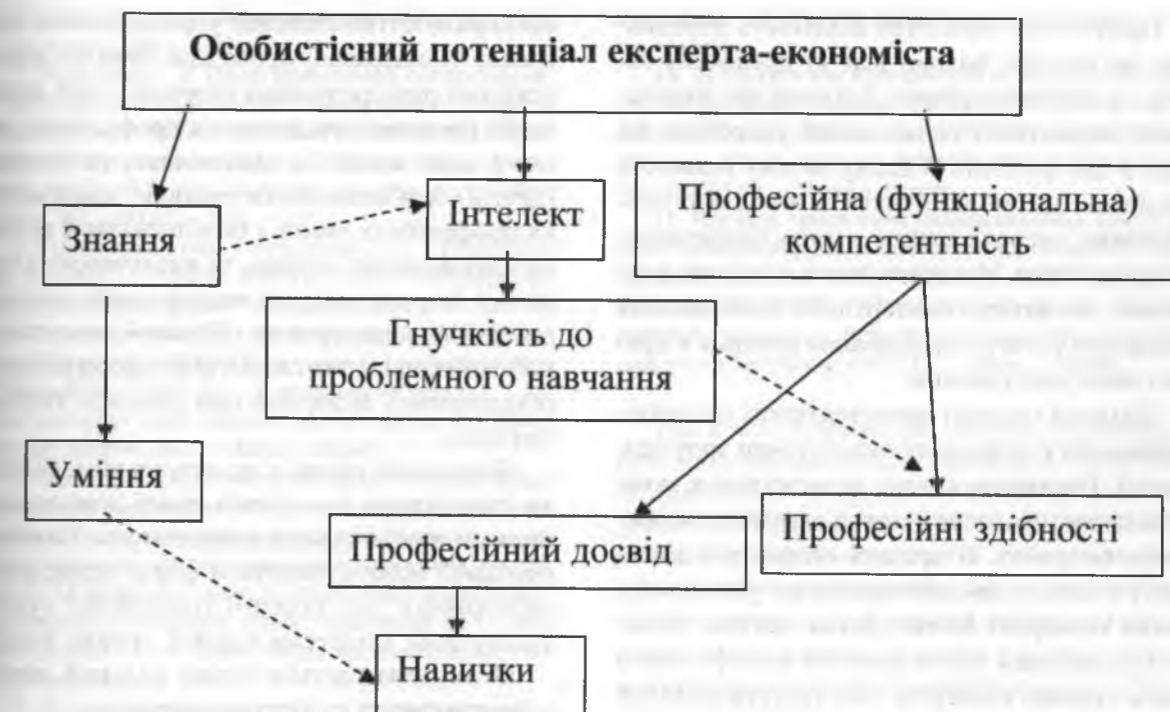 Особистісний потенціал експерта-економіста
Знання
Інтелект
Професійна (функціональна)
компетентність
Гнучкість до
проблемного навчання
Уміння
Професійний досвід
Професійні здібності
Навички